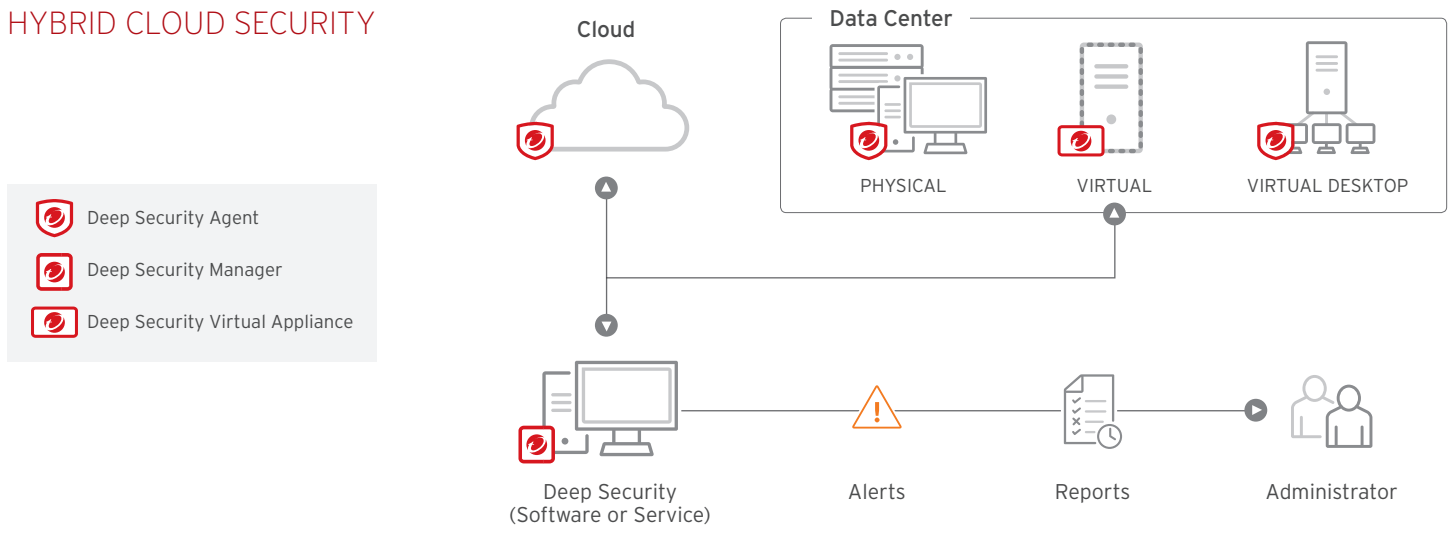 HYBRID CLOUD SECURITY
Deep Security Agent
Deep Security Manager
Deep Security Virtual Appliance
Cloud
Data Center
PHYSICAL
VIRTUAL
VIRTUAL DESKTOP
Deep Security
(Software or Service)
Alerts
Reports
Administrator